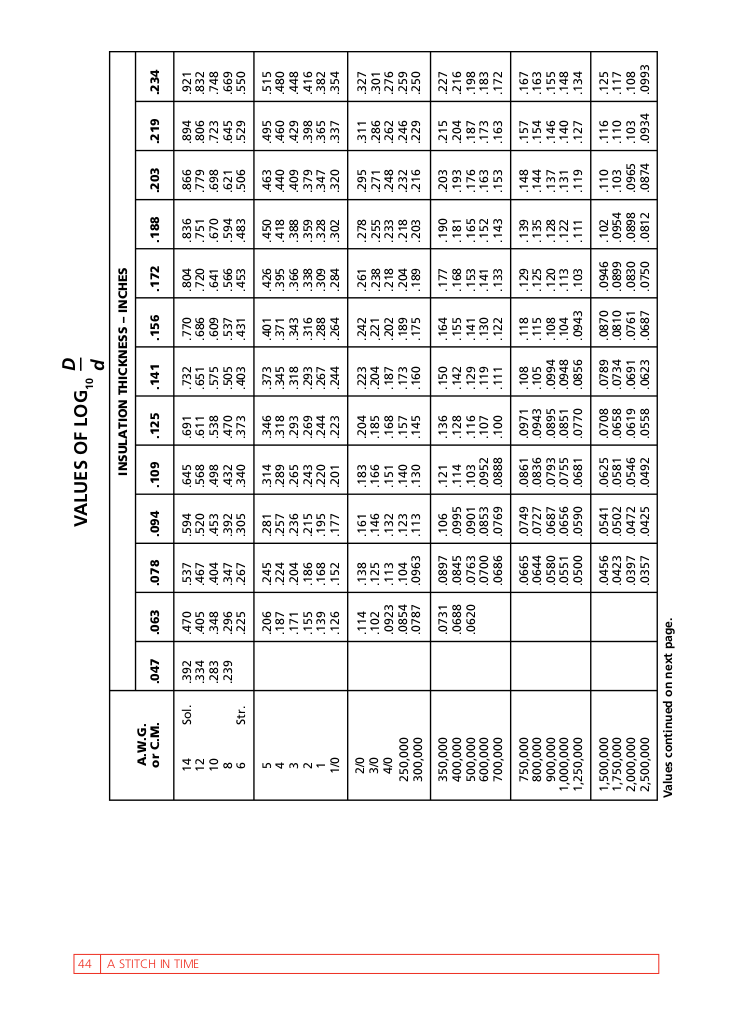 VALUES OF LOG10 D/d
INSULATION THICKNESS – INCHES
A.W.G. or C.M. .047 .063 .078 .094 .109 .125 .141 .156 .172 .188 .203 .219 .234
14 Sol. .392 .470 .537 .594 .645 .691 .732 .770 .804 .836 .866 .894 .921
12 .334 .405 .467 .520 .568 .611 .651 .686 .720 .751 .779 .806 .832
10 .283 .348 .404 .453 .498 .538 .575 .609 .641 .670 .698 .723 .748
8 .239 .296 .347 .392 .432 .470 .505 .537 .566 .594 .621 .645 .669
6 Str. .225 .267 .305 .340 .373 .403 .431 .453 .483 .506 .529 .550
5 .206 .245 .281 .314 .346 .373 .401 .426 .450 .463 .495 .515
4 .187 .224 .257 .289 .318 .345 .371 .395 .418 .440 .460 .480
3 .171 .204 .236 .265 .293 .318 .343 .366 .388 .409 .429 .448
2 .155 .186 .215 .243 .269 .293 .316 .338 .359 .379 .398 .416
1 .139 .168 .195 .220 .244 .267 .288 .309 .328 .347 .365 .382
1/0 .126 .152 .177 .201 .223 .244 .264 .284 .302 .320 .337 .354
2/0 .114 .138 .161 .183 .204 .223 .242 .261 .278 .295 .311 .327
3/0 .102 .125 .146 .166 .185 .204 .221 .238 .255 .271 .286 .301
4/0 .0923 .113 .132 .151 .168 .187 .202 .218 .233 .248 .262 .276
250,000 .0854 .104 .123 .140 .157 .173 .189 .204 .218 .232 .246 .259
300,000 .0787 .0963 .113 .130 .145 .160 .175 .189 .203 .216 .229 .250
350,000 .0731 .0897 .106 .121 .136 .150 .164 .177 .190 .203 .215 .227
400,000 .0688 .0845 .0995 .114 .128 .142 .155 .168 .181 .193 .204 .216
500,000 .0620 .0763 .0901 .103 .116 .129 .141 .153 .165 .176 .187 .198
600,000 .0700 .0853 .0952 .107 .119 .130 .141 .152 .163 .173 .183
700,000 .0686 .0769 .0888 .100 .111 .122 .133 .143 .153 .163 .172
750,000 .0665 .0749 .0861 .0971 .108 .118 .129 .139 .148 .157 .167
800,000 .0644 .0727 .0836 .0943 .105 .115 .125 .135 .144 .154 .163
900,000 .0580 .0687 .0793 .0895 .0994 .108 .120 .128 .137 .146 .155
1,000,000 .0551 .0656 .0755 .0851 .0948 .104 .113 .122 .131 .140 .148
1,250,000 .0500 .0590 .0681 .0770 .0856 .0943 .103 .111 .119 .127 .134
1,500,000 .0456 .0541 .0625 .0708 .0789 .0870 .0946 .102 .110 .116 .125
1,750,000 .0423 .0502 .0581 .0658 .0734 .0810 .0899 .0954 .103 .110 .117
2,000,000 .0397 .0472 .0546 .0619 .0691 .0761 .0830 .0898 .0965 .103 .108
2,500,000 .0357 .0425 .0492 .0558 .0623 .0687 .0750 .0812 .0874 .0934 .0993
Values continued on next page.
44 A STITCH IN TIME